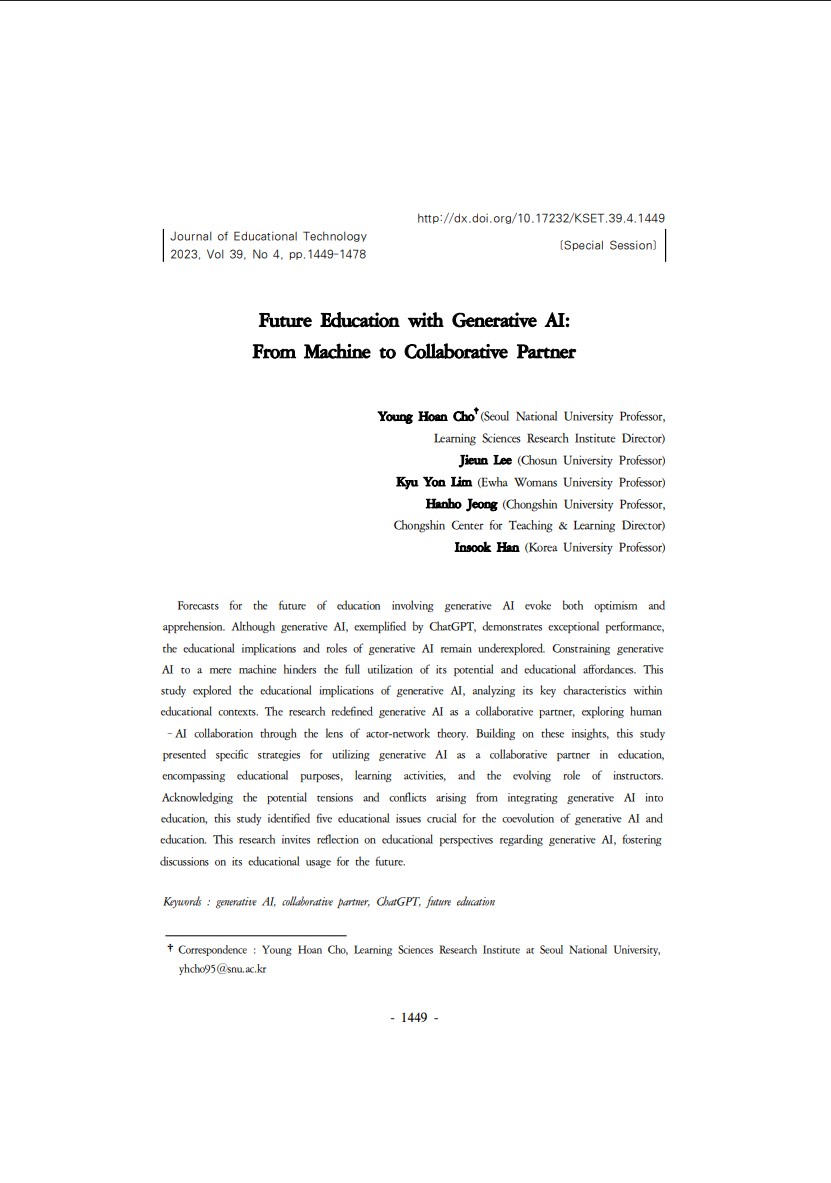 http://dx.doi.org/10.17232/KSET.39.4.1449
Journal of Educational Technology
2023, Vol 39, No 4, pp.1449-1478
(Special Session)
Future Education with Generative AI:
From Machine to Collaborative Partner
Young Hoan Cho†(Seoul National University Professor,
Learning Sciences Research Institute Director)
Jieun Lee (Chosun University Professor)
Kyu Yon Lim (Ewha Womans University Professor)
Hanho Jeong (Chongshin University Professor,
Chongshin Center for Teaching & Learning Director)
Insook Han (Korea University Professor)
Forecasts for the future of education involving generative AI evoke both optimism and
apprehension. Although generative AI, exemplified by ChatGPT, demonstrates exceptional performance,
the educational implications and roles of generative AI remain underexplored. Constraining generative
AI to a mere machine hinders the full utilization of its potential and educational affordances. This
study explored the educational implications of generative AI, analyzing its key characteristics within
educational contexts. The research redefined generative AI as a collaborative partner, exploring human
-AI collaboration through the lens of actor-network theory. Building on these insights, this study
presented specific strategies for utilizing generative AI as a collaborative partner in education,
encompassing educational purposes, learning activities, and the evolving role of instructors.
Acknowledging the potential tensions and conflicts arising from integrating generative AI into
education, this study identified five educational issues crucial for the coevolution of generative AI and
education. This research invites reflection on educational perspectives regarding generative AI, fostering
discussions on its educational usage for the future.
Keywords : generative AI, collaborative partner, ChatGPT, future education
† Correspondence : Young Hoan Cho, Learning Sciences Research Institute at Seoul National University,
yhcho95@snu.ac.kr
- 1449 -